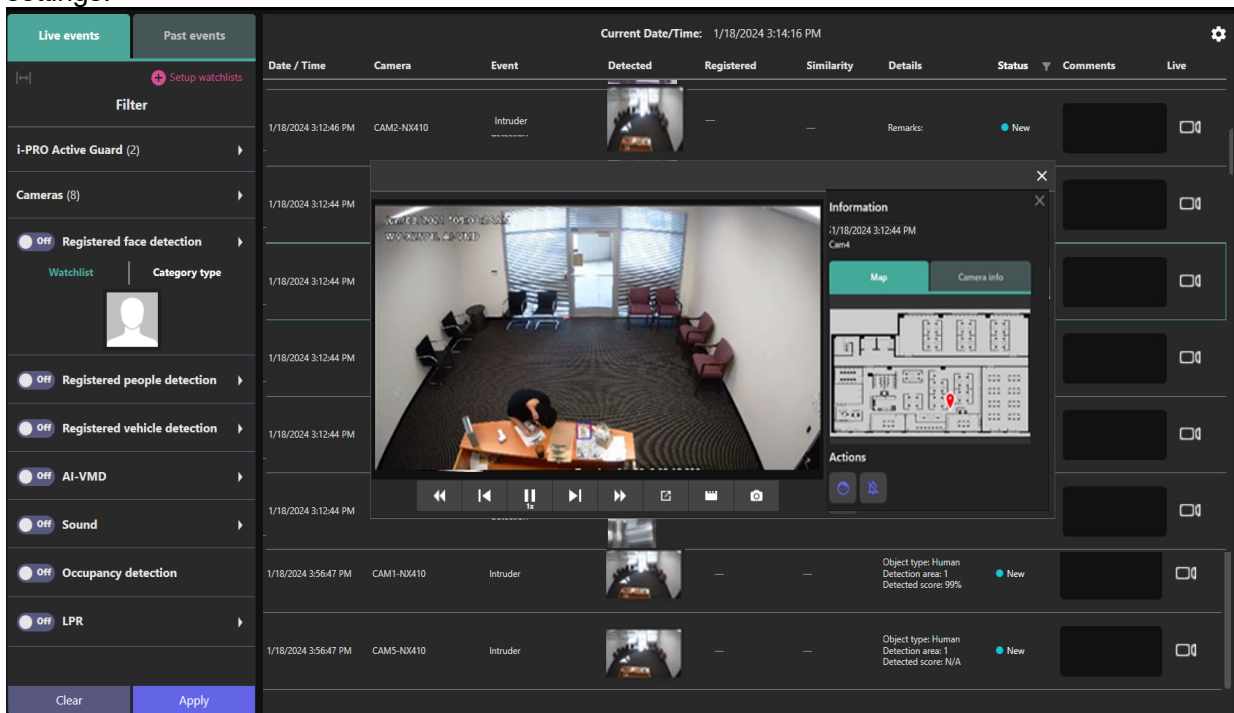 settings.
Live events Past events
Current Date/Time: 1/18/2024 3:14:16 PM
Setup watchlists
Date / Time Camera Event Detected Registered Similarity Details Status Comments Live
Filter
1/18/2024 3:12:46 PM CAM2-NX410 Intruder — — Remarks: New
i-PRO Active Guard (2)
Cameras (8)
1/18/2024 3:12:44 PM
Information
1/18/2024 3:12:44 PM
Cam4
Off Registered face detection
Watchlist Category type
1/18/2024 3:12:44 PM
Map Camera info
1/18/2024 3:12:44 PM
Off Registered people detection
Off Registered vehicle detection
1/18/2024 3:12:44 PM
Actions
Off AI-VMD
1x
1/18/2024 3:12:44 PM
Off Sound
Off Occupancy detection
1/18/2024 3:56:47 PM CAM1-NX410 Intruder — — Object type: Human
Detection area: 1
Detected score: 99%
New
Off LPR
1/18/2024 3:56:47 PM CAM5-NX410 Intruder — — Object type: Human
Detection area: 1
Detected score: N/A
New
Clear Apply